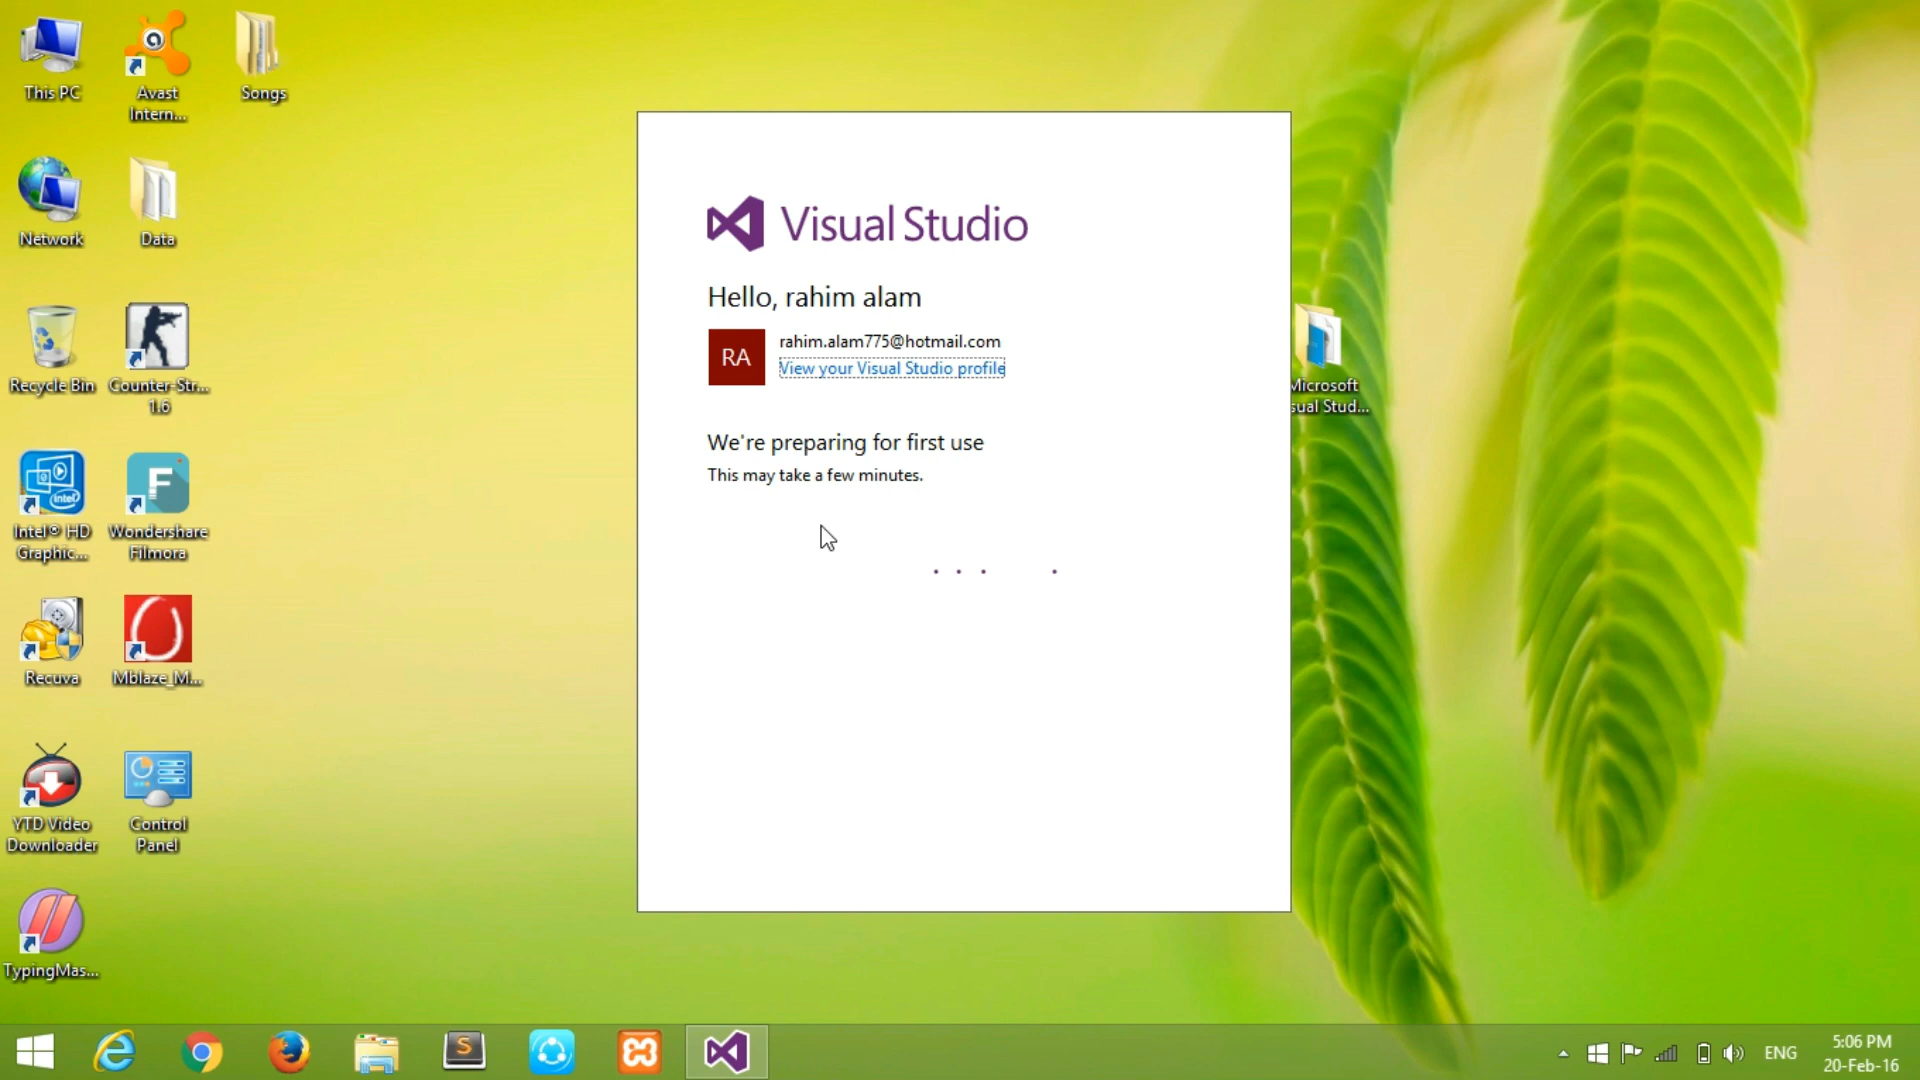 This PC
Avast
Intern...
Songs
Network
Data
Recycle Bin
Counter-Str...
1.6
Intel® HD
Graphic...
Wondershare
Filmora
Recuva
Mblaze_M...
YTD Video
Downloader
Control
Panel
TypingMas...
Visual Studio
Hello, rahim alam
RA
rahim.alam775@hotmail.com
View your Visual Studio profile
We're preparing for first use
This may take a few minutes.
Microsoft
sual Stud...
ENG
5:06 PM
20-Feb-16